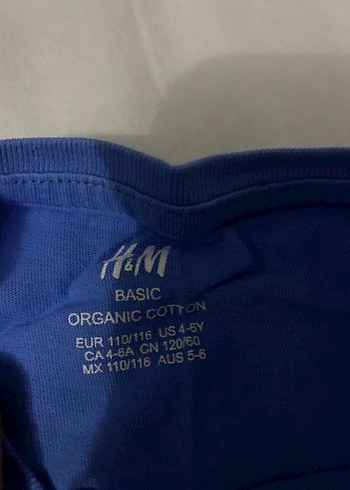 H&M
BASIC
ORGANIC COTTON
EUR 110/116 US 4-6Y
CA 4-6A CN 120/60
MX 110/116 AUS 5-6